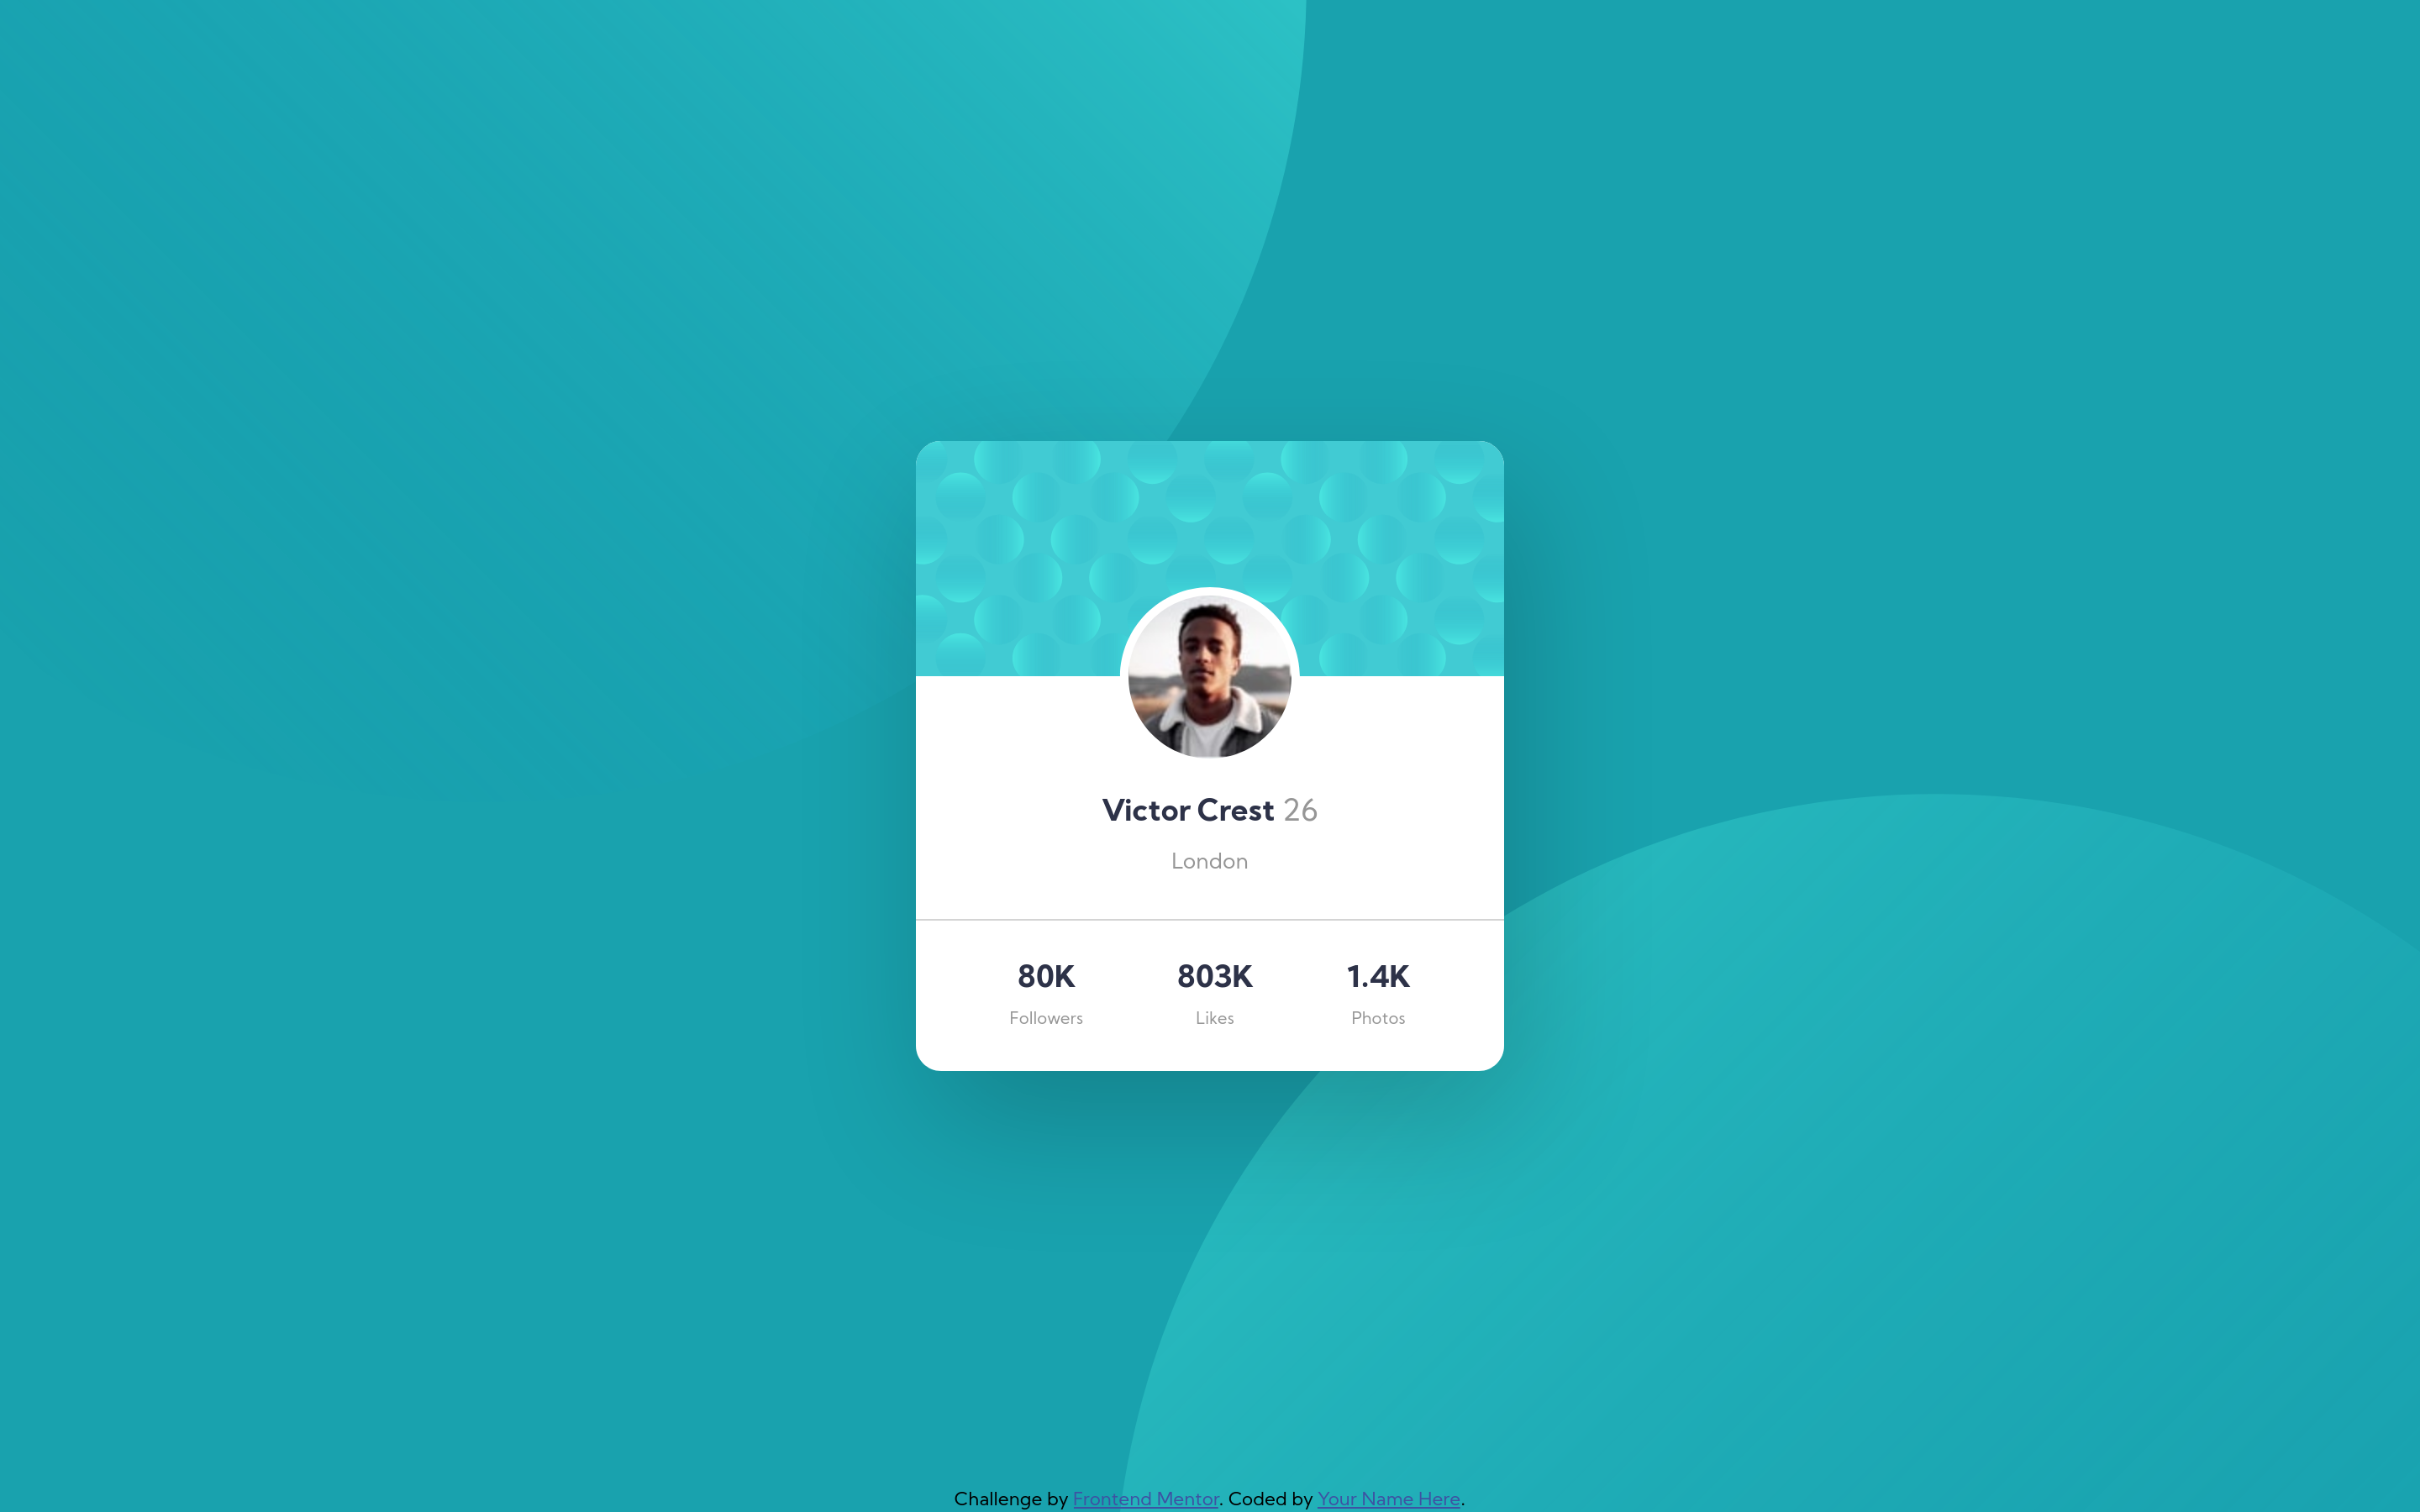 Victor Crest 26
London
80K 803K 1.4K
Followers Likes Photos
Challenge by Frontend Mentor. Coded by Your Name Here.